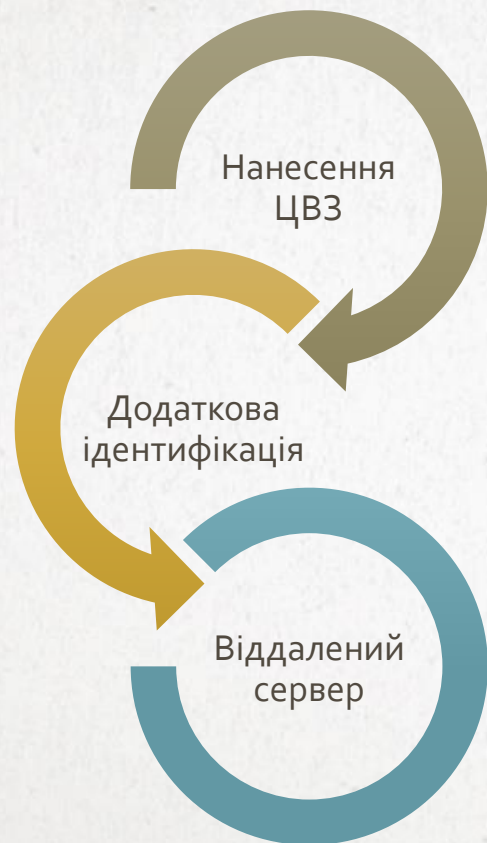 Нанесення
ЦВЗ
Додаткова
ідентифікація
Віддалений
сервер